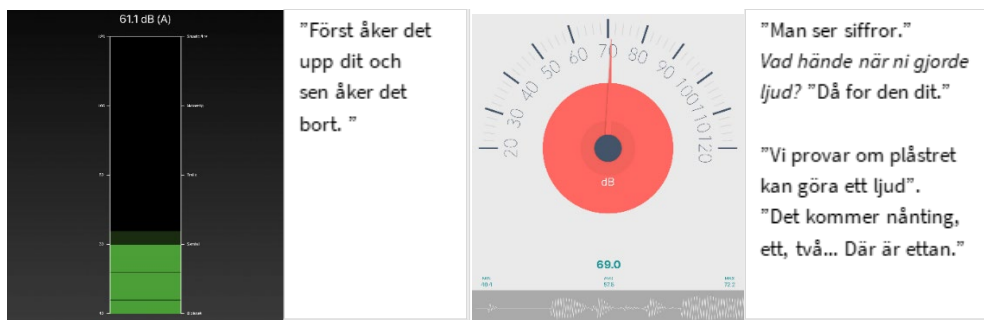 61.1 dB (A)
”Först åker det
upp dit och
sen åker det
bort. ”
20
30
40
50
60
70
80
90
100
110
120
dB
69.0
”Man ser siffror.”
Vad hände när ni gjorde
ljud? ”Då for den dit.”
”Vi provar om plåstret
kan göra ett ljud”.
”Det kommer nånting,
ett, två... Där är ettan.”